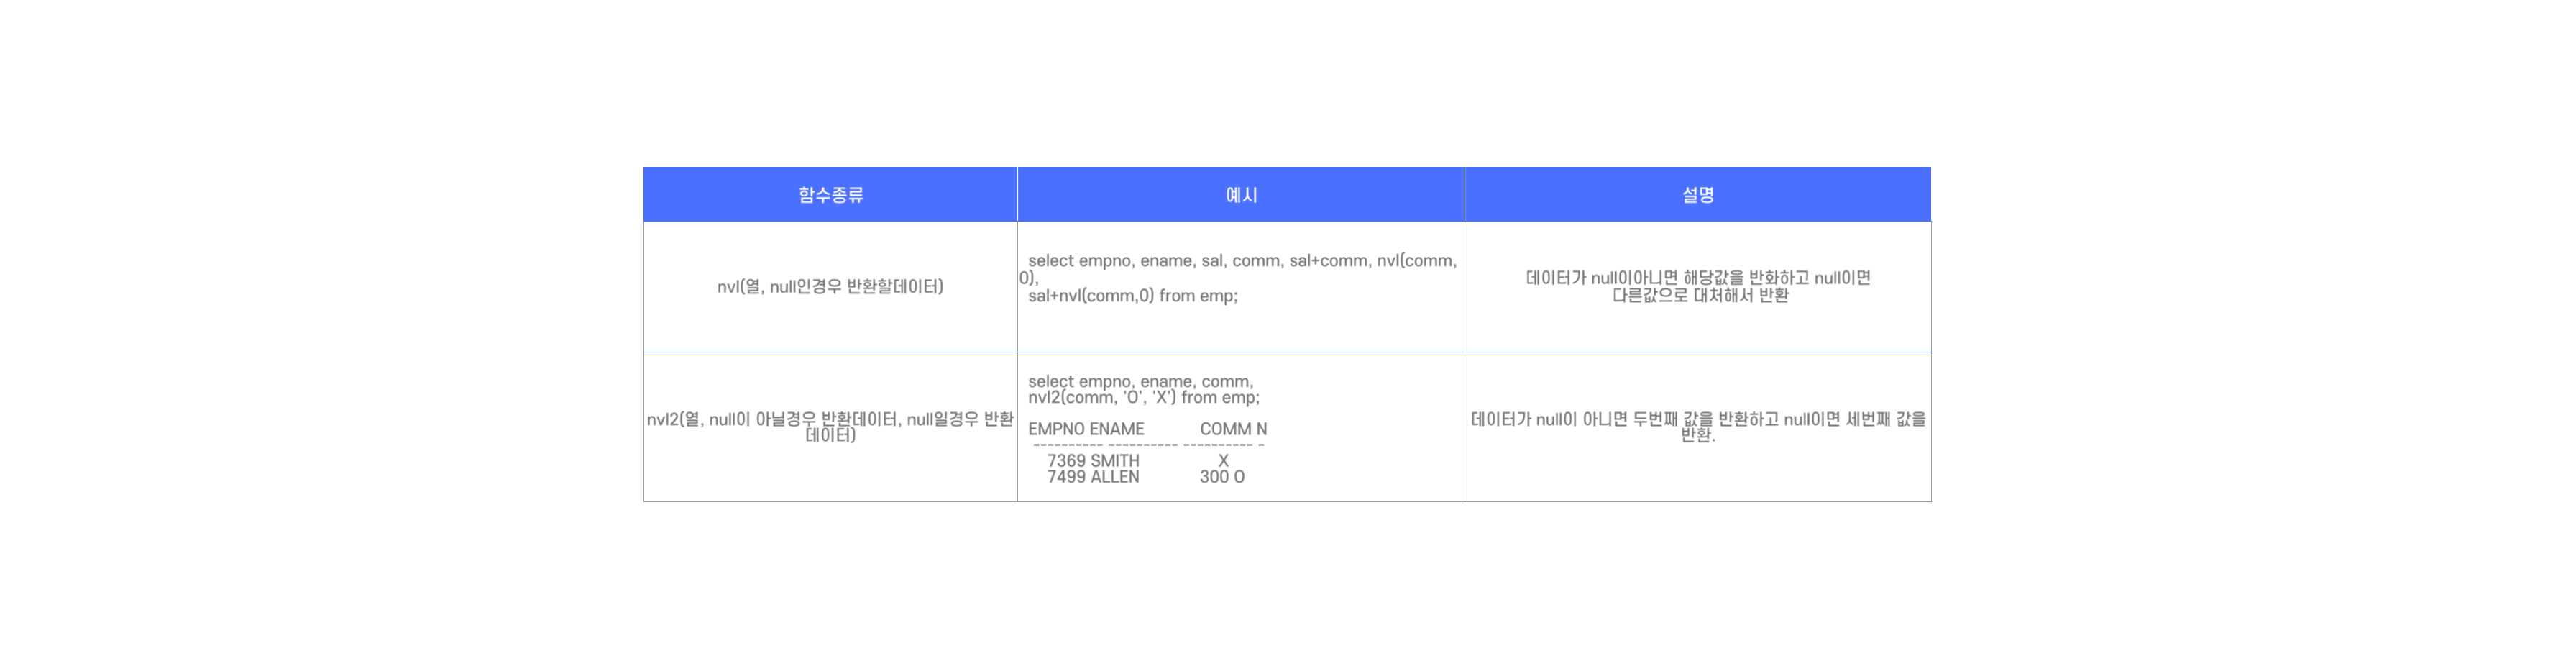 함수종류
예시
설명
nvl(열, null인경우 반환할데이터)
select empno, ename, sal, comm, sal+comm, nvl(comm,
0),
sal+nvl(comm,0) from emp;
데이터가 null이아니면 해당값을 반화하고 null이면
다른값으로 대처해서 반환
nvl2(열, null이 아닐경우 반환데이터, null일경우 반환
데이터)
select empno, ename, comm,
nvl2(comm, 'O', 'X') from emp;
EMPNO ENAME COMM N
---------- ---------- ---------- -
7369 SMITH X
7499 ALLEN 300 O
데이터가 null이 아니면 두번째 값을 반환하고 null이면 세번째 값을
반환.